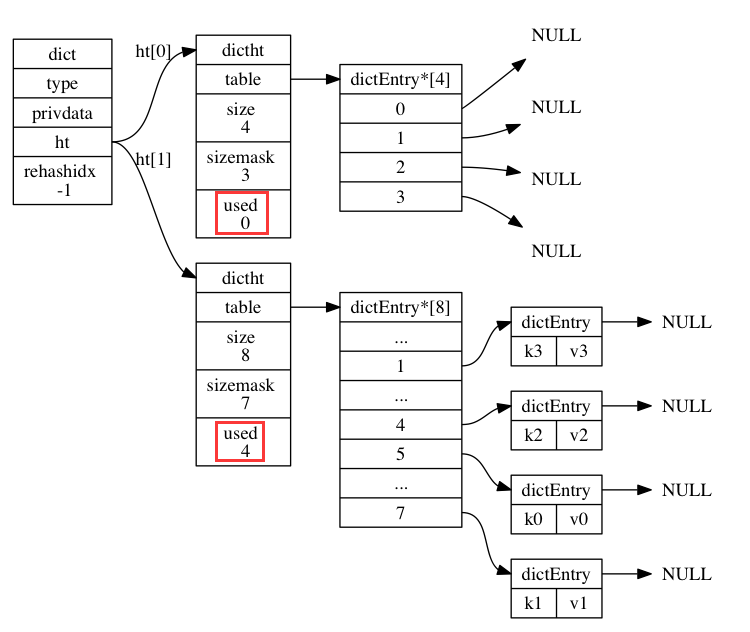 dict
type
privdata
ht
rehashidx
-1
ht[0]
ht[1]
dictht
table
size
4
sizemask
3
used
0
dictEntry*[4]
0
1
2
3
NULL
NULL
NULL
NULL
dictht
table
size
8
sizemask
7
used
4
dictEntry*[8]
...
1
...
4
5
...
7
dictEntry
k3 v3
NULL
dictEntry
k2 v2
NULL
dictEntry
k0 v0
NULL
dictEntry
k1 v1
NULL